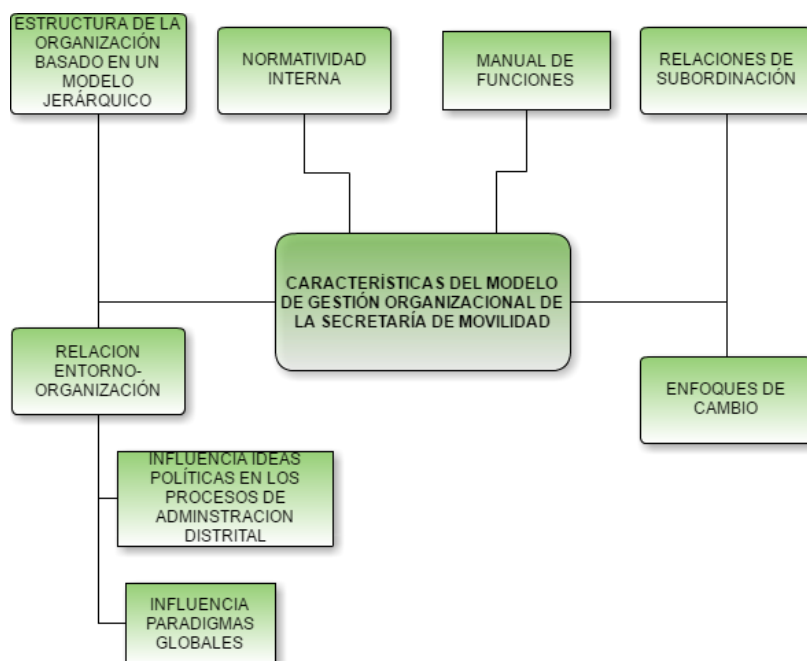 ESTRUCTURA DE LA
ORGANIZACIÓN
BASADO EN UN
MODELO
JERÁRQUICO
NORMATIVIDAD
INTERNA
MANUAL DE
FUNCIONES
RELACIONES DE
SUBORDINACIÓN
CARACTERÍSTICAS DEL MODELO
DE GESTIÓN ORGANIZACIONAL DE
LA SECRETARÍA DE MOVILIDAD
RELACION
ENTORNO-
ORGANIZACIÓN
ENFOQUES DE
CAMBIO
INFLUENCIA IDEAS
POLÍTICAS EN LOS
PROCESOS DE
ADMINSTRACION
DISTRITAL
INFLUENCIA
PARADIGMAS
GLOBALES